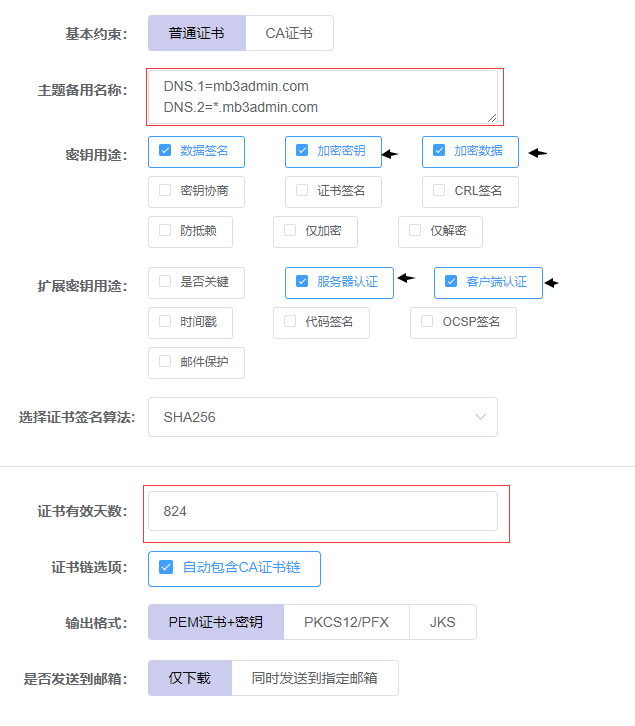 基本约束： 普通证书 CA证书
主题备用名称： DNS.1=mb3admin.com
DNS.2=*.mb3admin.com
密钥用途： 数据签名 加密密钥 加密数据
密钥协商 证书签名 CRL签名
防抵赖 仅加密 仅解密
扩展密钥用途： 是否关键 服务器认证 客户端认证
时间戳 代码签名 OCSP签名
邮件保护
选择证书签名算法： SHA256
证书有效天数： 824
证书链选项： 自动包含CA证书链
输出格式： PEM证书+密钥 PKCS12/PFX JKS
是否发送到邮箱： 仅下载 同时发送到指定邮箱